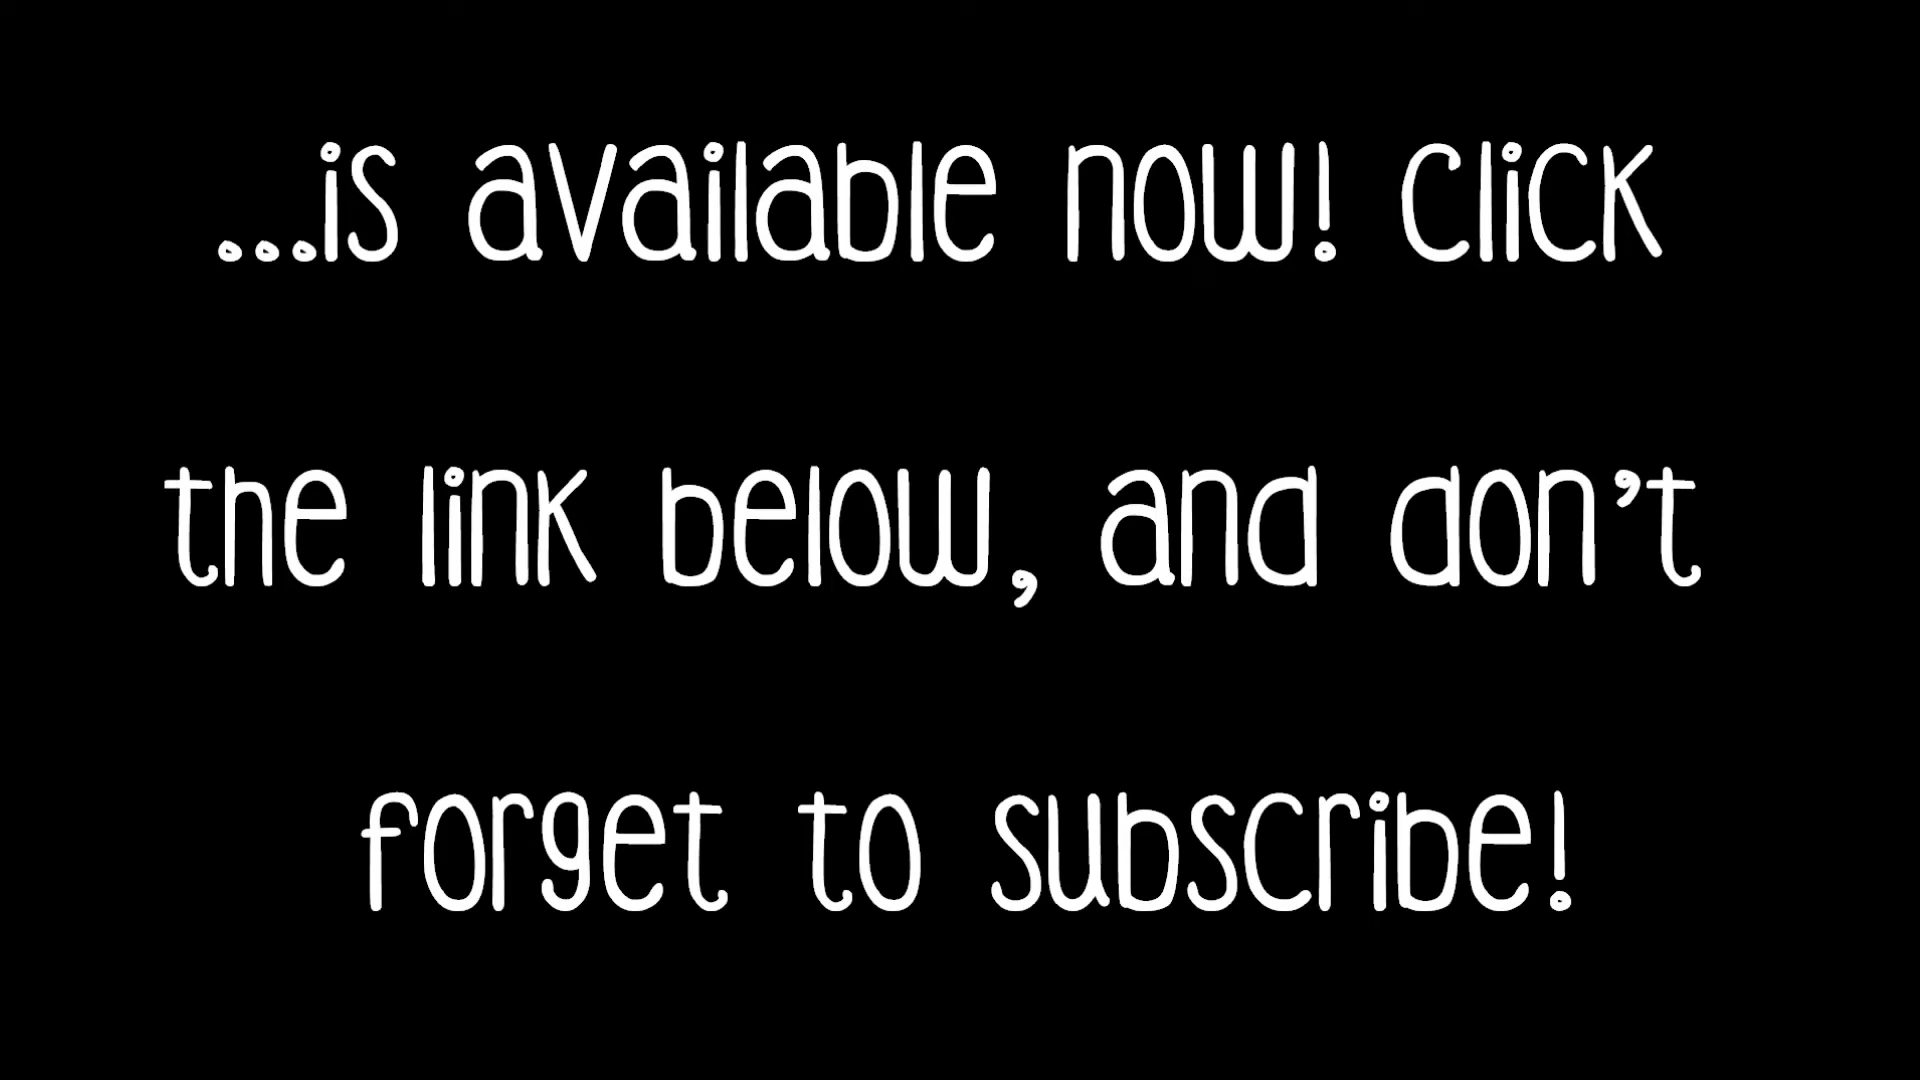 ...is available now! Click
the link below, and don't
forget to subscribe!